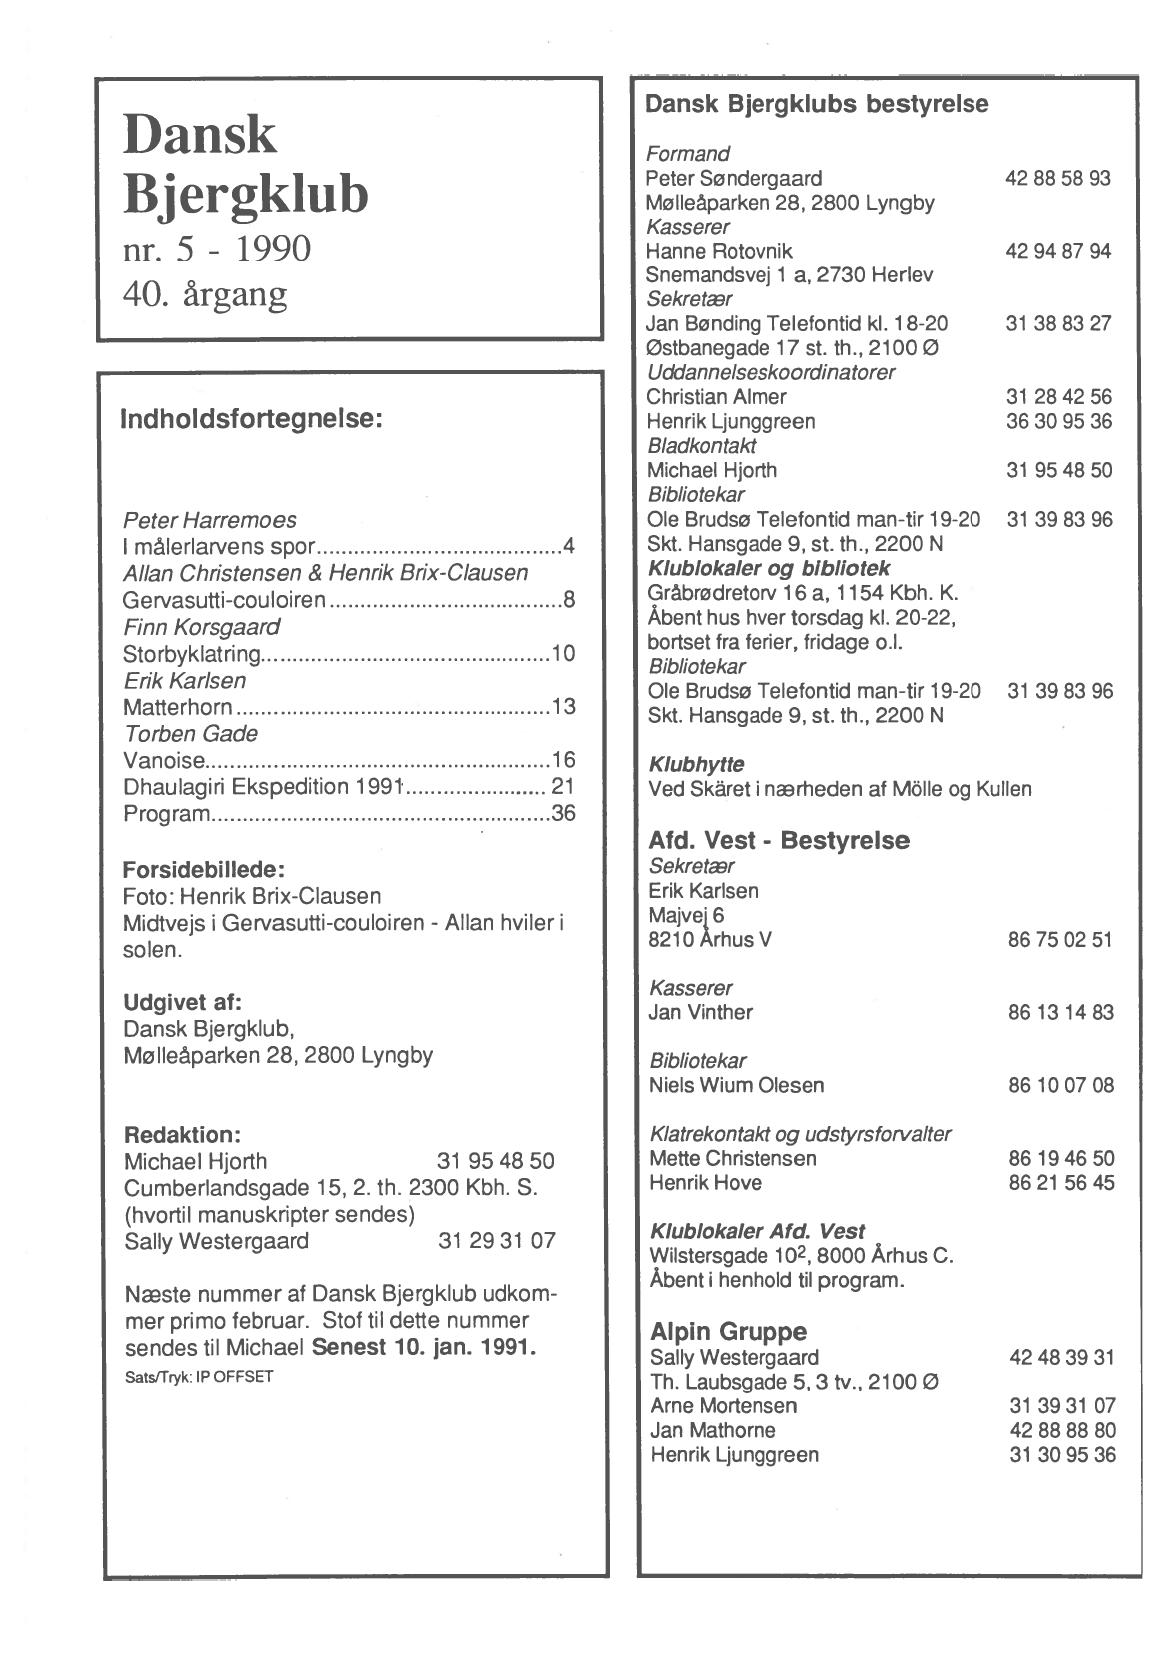 Dansk
Bjergklub
nr. 5 - 1990
40. årgang
Indholdsfortegnelse:
Peter Harremoes
I målerlarvens spor.......................................4
Allan Christensen & Henrik Brix-Clausen
Gervasutti-couloiren.....................................8
Finn Korsgaard
Storbyklatring..............................................10
Erik Karlsen
Matterhorn..................................................13
Torben Gade
Vanoise.......................................................16
Dhaulagiri Ekspedition 1991....................... 21
Program......................................................36
Forsidebillede:
Foto: Henrik Brix-Clausen
Midtvejs i Gervasutti-couloiren - Allan hviler i
solen.
Udgivet af:
Dansk Bjergklub,
Mølleåparken 28, 2800 Lyngby
Redaktion:
Michael Hjorth 31 95 48 50
Cumberlandsgade 15, 2. th. 2300 Kbh. S.
(hvortil manuskripter sendes)
Sally Westergaard 31 29 31 07
Næste nummer af Dansk Bjergklub udkom-
mer primo februar. Stof til dette nummer
sendes til Michael Senest 10. jan. 1991.
Sats/Tryk: IP OFFSET
Dansk Bjergklubs bestyrelse
Formand
Peter Søndergaard 42 88 58 93
Mølleåparken 28, 2800 Lyngby
Kasserer
Hanne Rotovnik 42 94 87 94
Snemandsvej 1 a, 2730 Herlev
Sekretær
Jan Bønding Telefontid kl. 18-20 31 38 83 27
Østbanegade 17 st. th., 2100 Ø
Uddannelseskoordinatorer
Christian Almer 31 28 42 56
Henrik Ljunggreen 36 30 95 36
Bladkontakt
Michael Hjorth 31 95 48 50
Bibliotekar
Ole Brudsø Telefontid man-tir 19-20 31 39 83 96
Skt. Hansgade 9, st. th., 2200 N
Klublokaler og bibliotek
Gråbrødretorv 16 a, 1154 Kbh. K.
Åbent hus hver torsdag kl. 20-22,
bortset fra ferier, fridage o.l.
Bibliotekar
Ole Brudsø Telefontid man-tir 19-20 31 39 83 96
Skt. Hansgade 9, st. th., 2200 N
Klubhytte
Ved Skäret i nærheden af Mölle og Kullen
Afd. Vest - Bestyrelse
Sekretær
Erik Karlsen
Majvej 6
8210 Århus V 86 75 02 51
Kasserer
Jan Vinther 86 13 14 83
Bibliotekar
Niels Wium Olesen 86 10 07 08
Klatrekontakt og udstyrsforvalter
Mette Christensen 86 19 46 50
Henrik Hove 86 21 56 45
Klublokaler Afd. Vest
Wilstersgade 10², 8000 Århus C.
Åbent i henhold til program.
Alpin Gruppe
Sally Westergaard 42 48 39 31
Th. Laubsgade 5, 3 tv., 2100 Ø
Arne Mortensen 31 39 31 07
Jan Mathorne 42 88 88 80
Henrik Ljunggreen 31 30 95 36